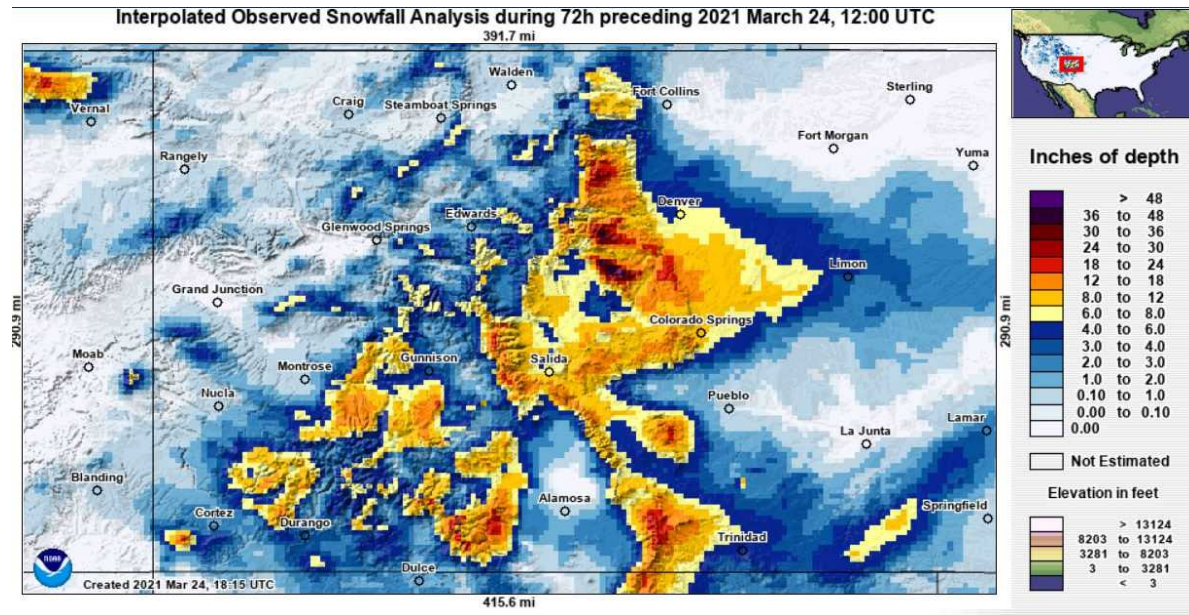 Interpolated Observed Snowfall Analysis during 72h preceding 2021 March 24, 12:00 UTC
391.7 mi
Walden
Vernal
Craig
Steamboat Springs
Fort Collins
Sterling
Fort Morgan
Rangely
Yuma
Denver
Edwards
Glenwood Springs
Limon
Grand Junction
290.9 mi
290.9 mi
Colorado Springs
Moab
Montrose
Gunnison
Salida
Nucla
Pueblo
La Junta
Lamar
Blanding
Alamosa
Springfield
Cortez
Durango
Trinidad
Dulce
NOAA
Created 2021 Mar 24, 18:15 UTC
415.6 mi
Inches of depth
> 48
36 to 48
30 to 36
24 to 30
18 to 24
12 to 18
8.0 to 12
6.0 to 8.0
4.0 to 6.0
3.0 to 4.0
2.0 to 3.0
1.0 to 2.0
0.10 to 1.0
0.00 to 0.10
0.00
Not Estimated
Elevation in feet
> 13124
8203 to 13124
3281 to 8203
3 to 3281
< 3